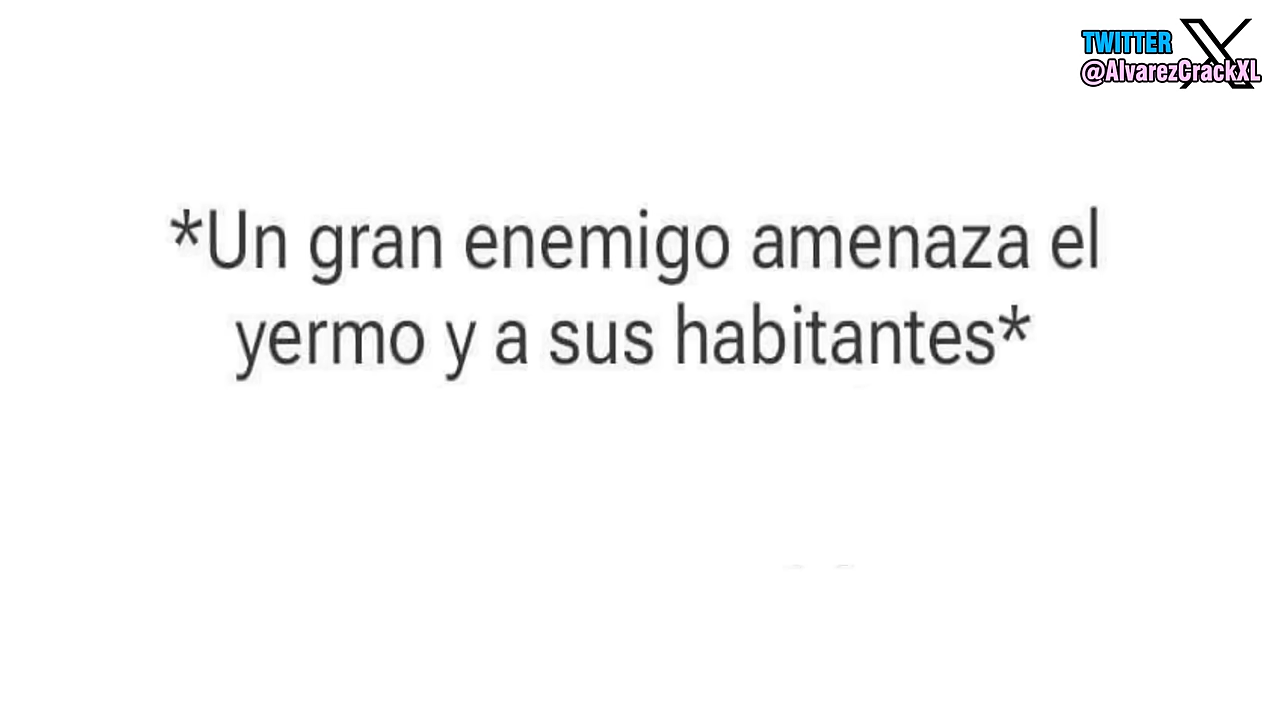 TWITTER
@AlvarezCrackXL
*Un gran enemigo amenaza el
yermo y a sus habitantes*